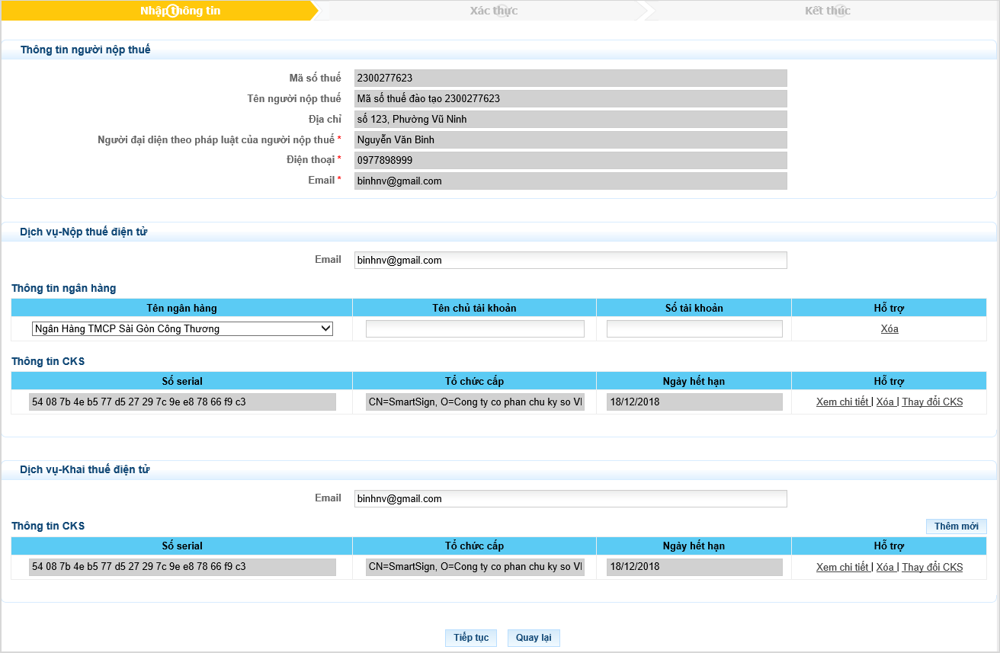 Nhập thông tin Xác thực Kết thúc
Thông tin người nộp thuế
Mã số thuế 2300277623
Tên người nộp thuế Mã số thuế đào tạo 2300277623
Địa chỉ số 123, Phường Vũ Ninh
Người đại diện theo pháp luật của người nộp thuế * Nguyễn Văn Binh
Điện thoại * 0977898999
Email * binhnv@gmail.com
Dịch vụ-Nộp thuế điện tử
Email binhnv@gmail.com
Thông tin ngân hàng
Tên ngân hàng Tên chủ tài khoản Số tài khoản Hỗ trợ
Ngân Hàng TMCP Sài Gòn Công Thương Xóa
Thông tin CKS
Số serial Tổ chức cấp Ngày hết hạn Hỗ trợ
54 08 7b 4e b5 77 d5 27 29 7c 9e e8 78 66 f9 c3 CN=SmartSign, O=Cong ty co phan chu ky so VI 18/12/2018 Xem chi tiết | Xóa | Thay đổi CKS
Dịch vụ-Khai thuế điện tử
Email binhnv@gmail.com
Thông tin CKS Thêm mới
Số serial Tổ chức cấp Ngày hết hạn Hỗ trợ
54 08 7b 4e b5 77 d5 27 29 7c 9e e8 78 66 f9 c3 CN=SmartSign, O=Cong ty co phan chu ky so VI 18/12/2018 Xem chi tiết | Xóa | Thay đổi CKS
Tiếp tục Quay lại